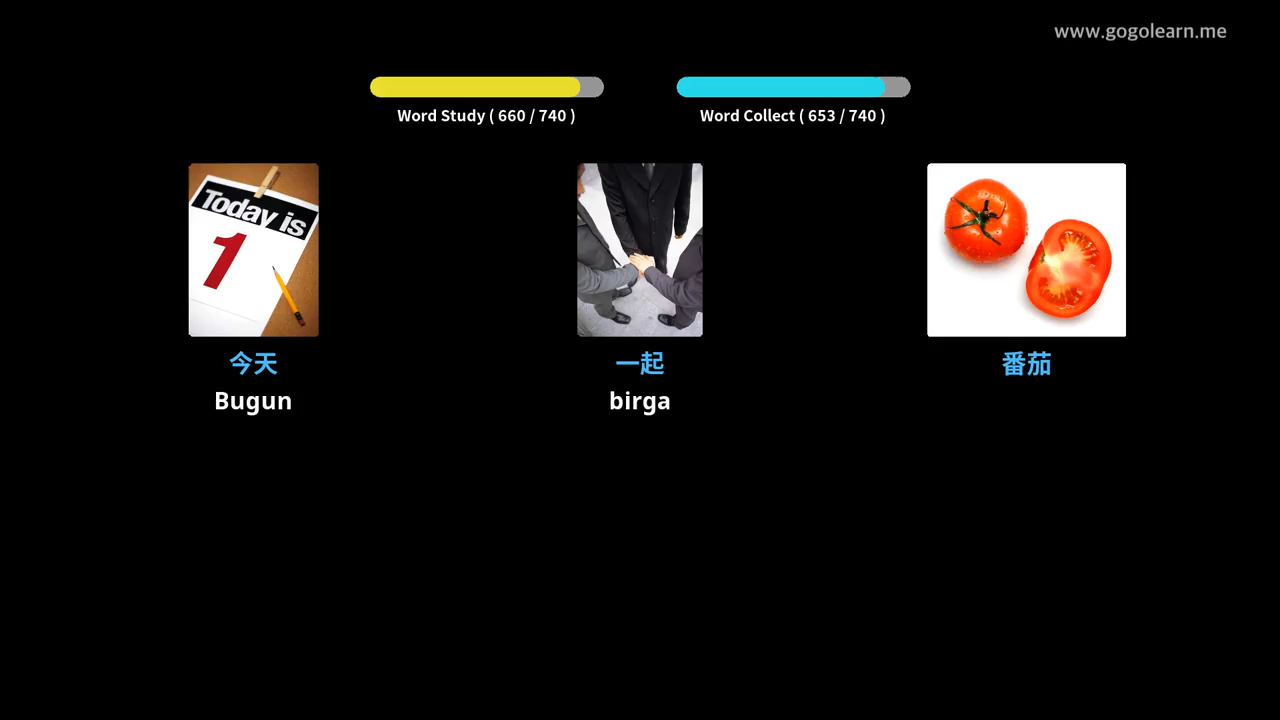 www.gogolearn.me
Word Study ( 660 / 740 )
Word Collect ( 653 / 740 )
Today is
1
今天
一起
番茄
Bugun
birga